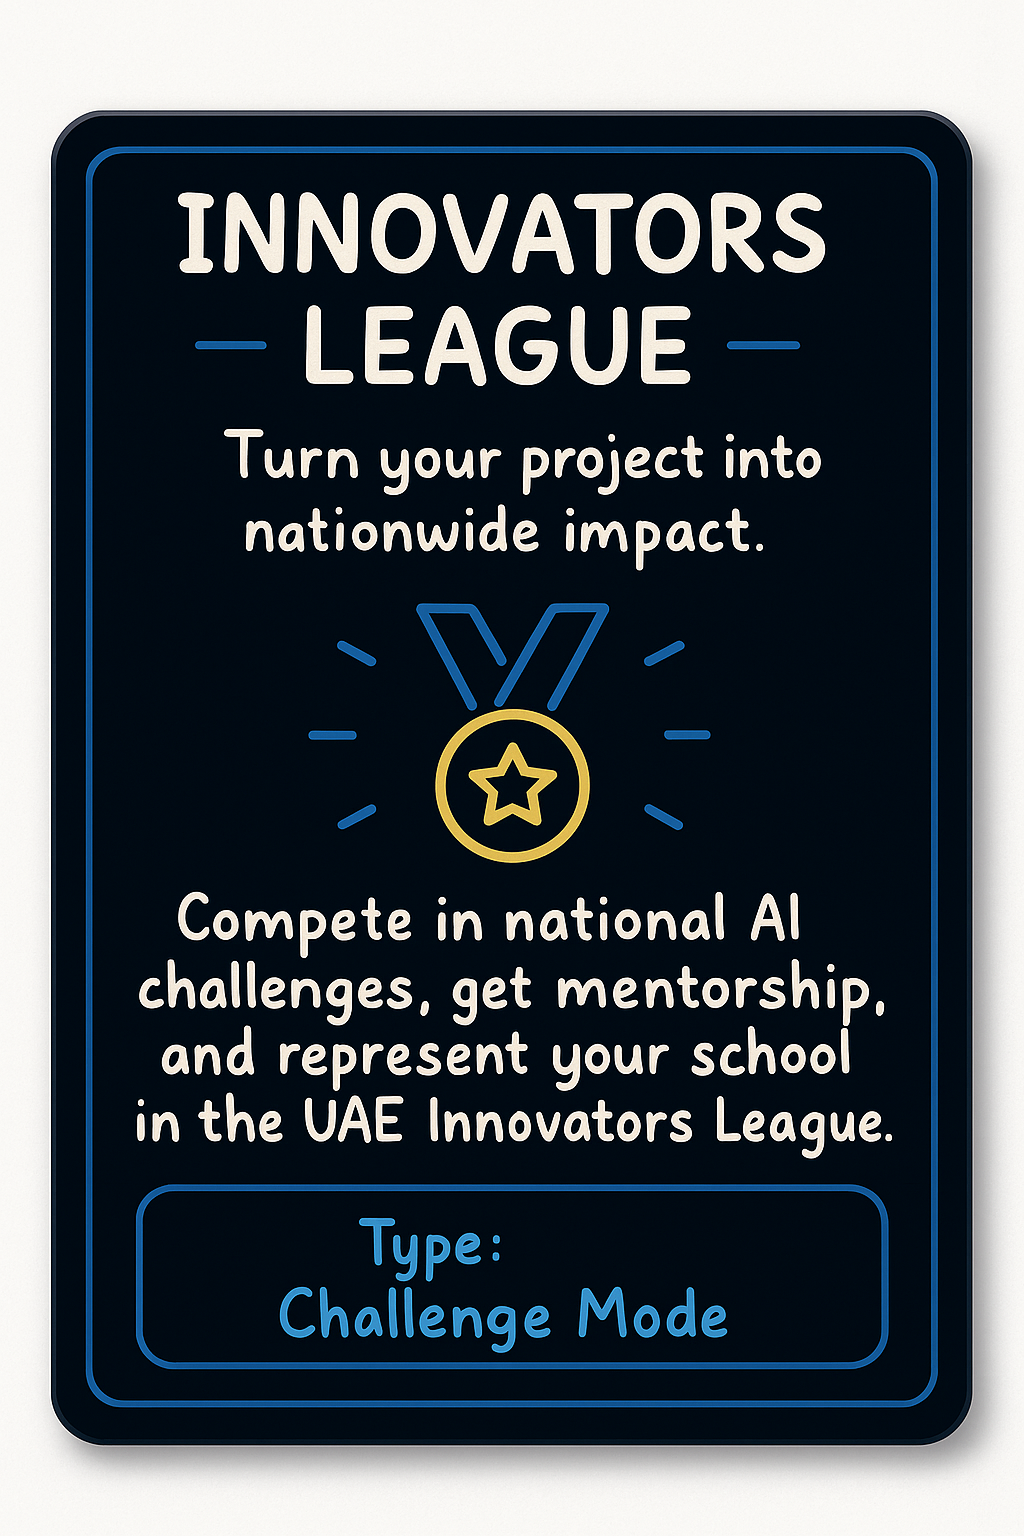 INNOVATORS
LEAGUE
Turn your project into
nationwide impact.
Compete in national AI
challenges, get mentorship,
and represent your school
in the UAE Innovators League.
Type:
Challenge Mode